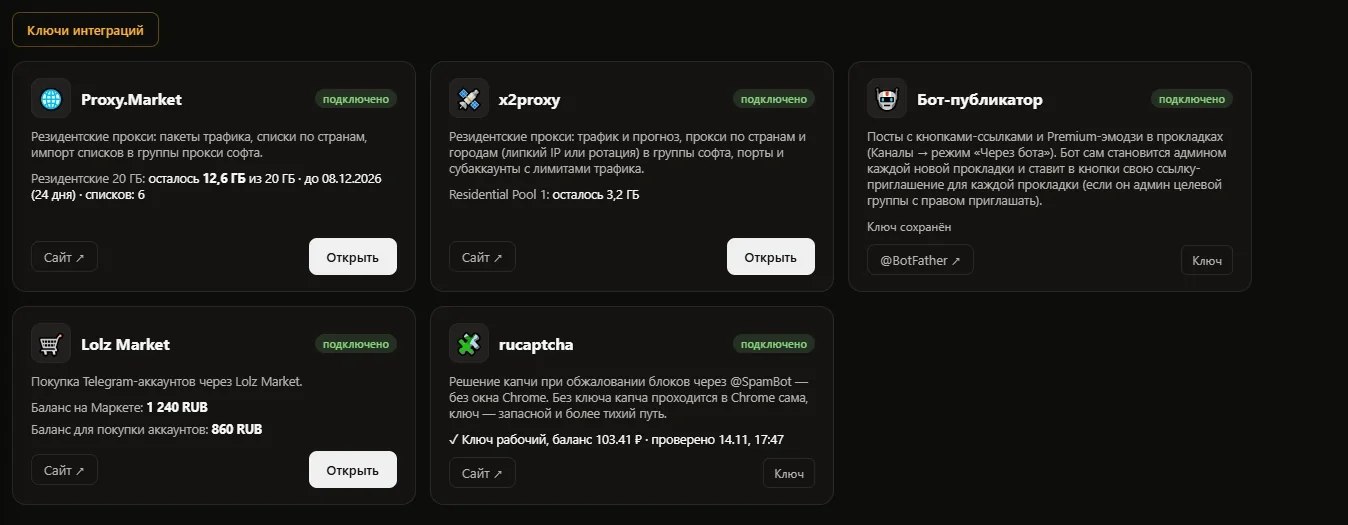 Ключи интеграций
Proxy.Market
подключено
Резидентские прокси: пакеты трафика, списки по странам,
импорт списков в группы прокси софта.
Резидентские 20 ГБ: осталось 12,6 ГБ из 20 ГБ · до 08.12.2026
(24 дня) · списков: 6
Сайт ↗
Открыть
x2proxy
подключено
Резидентские прокси: трафик и прогноз, прокси по странам и
городам (липкий IP или ротация) в группы софта, порты и
субаккаунты с лимитами трафика.
Residential Pool 1: осталось 3,2 ГБ
Сайт ↗
Открыть
Бот-публикатор
подключено
Посты с кнопками-ссылками и Premium-эмодзи в прокладках
(Каналы → режим «Через бота»). Бот сам становится админом
каждой новой прокладки и ставит в кнопки свою ссылку-
приглашение для каждой прокладки (если он админ целевой
группы с правом приглашать).
Ключ сохранён
@BotFather ↗
Ключ
Lolz Market
подключено
Покупка Telegram-аккаунтов через Lolz Market.
Баланс на Маркете: 1 240 RUB
Баланс для покупки аккаунтов: 860 RUB
Сайт ↗
Открыть
rucaptcha
подключено
Решение капчи при обжаловании блоков через @SpamBot —
без окна Chrome. Без ключа капча проходится в Chrome сама,
ключ — запасной и более тихий путь.
✓ Ключ рабочий, баланс 103.41 ₽ · проверено 14.11, 17:47
Сайт ↗
Ключ